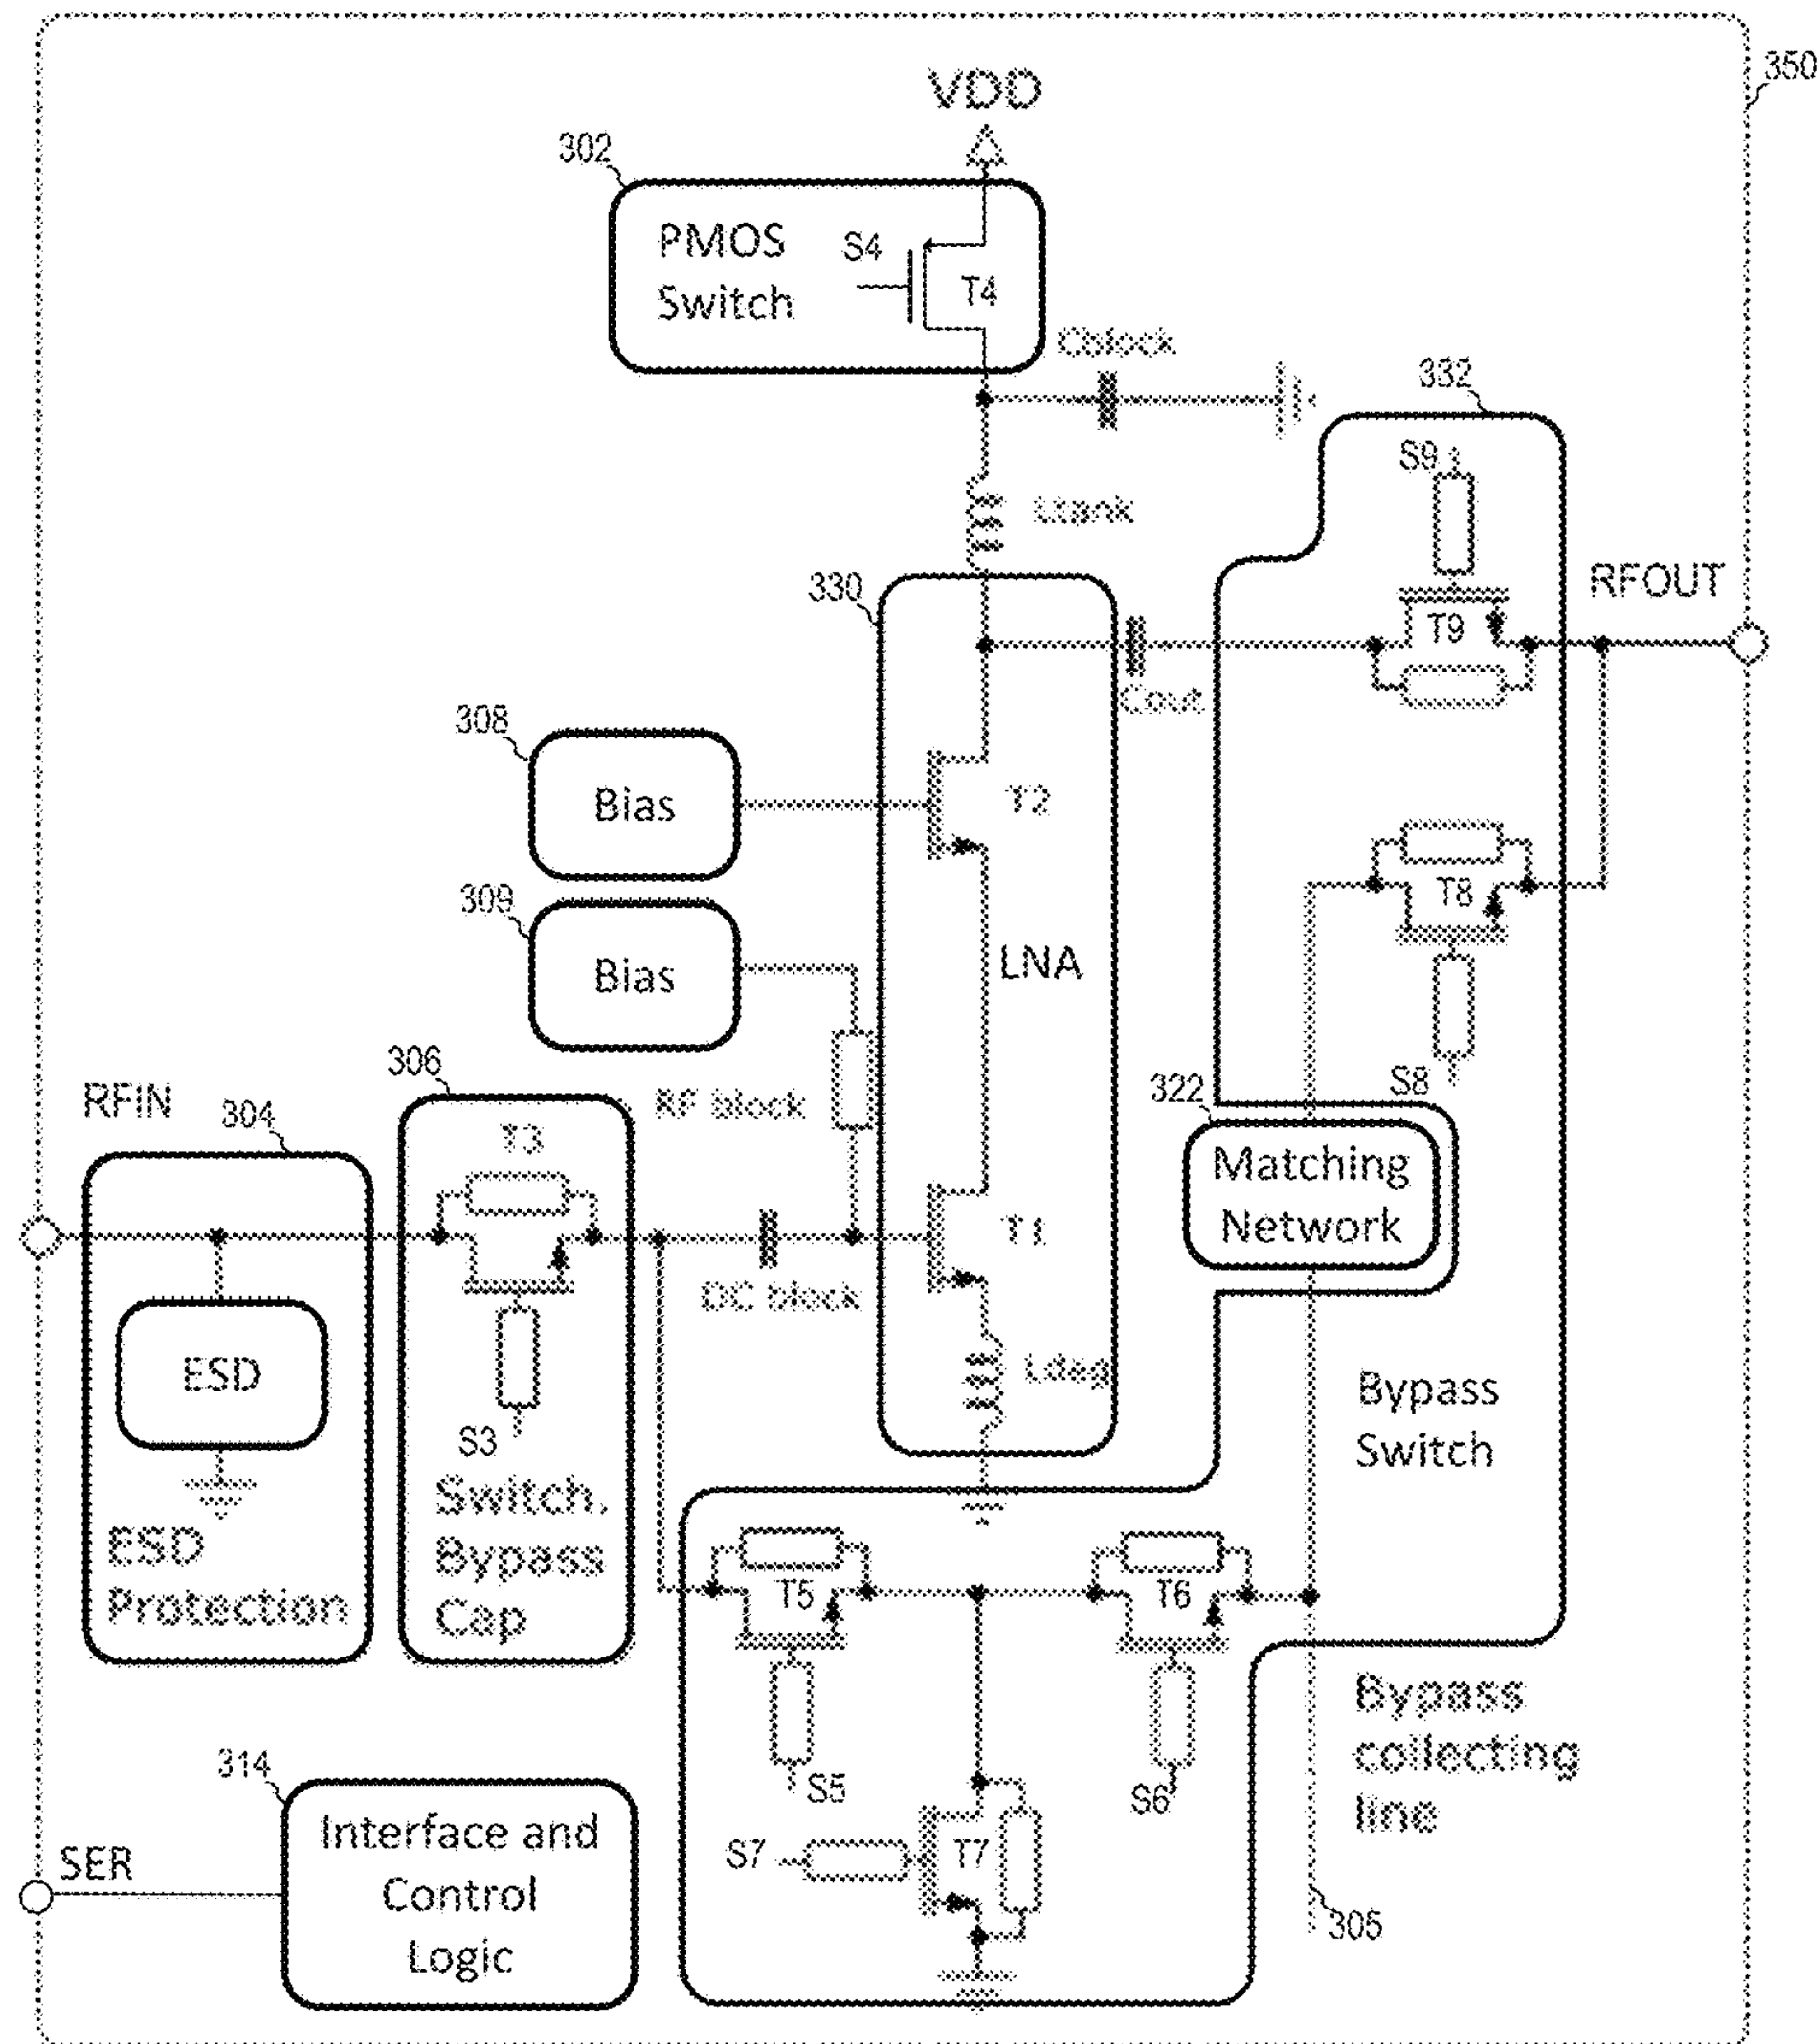 350
VDD
302
PMOS
Switch
S4
T4
Cblock
332
S9
Ltank
330
T9
RFOUT
Cout
308
Bias
T2
T8
309
Bias
LNA
S8
306
RFIN
304
RF block
322
Matching
Network
T3
T1
DC block
ESD
Ldeg
S3
Bypass
Switch
Switch.
Bypass
Cap
ESD
Protection
T5
T6
Bypass
collecting
line
314
S5
S6
Interface and
Control
Logic
S7
T7
SER
305